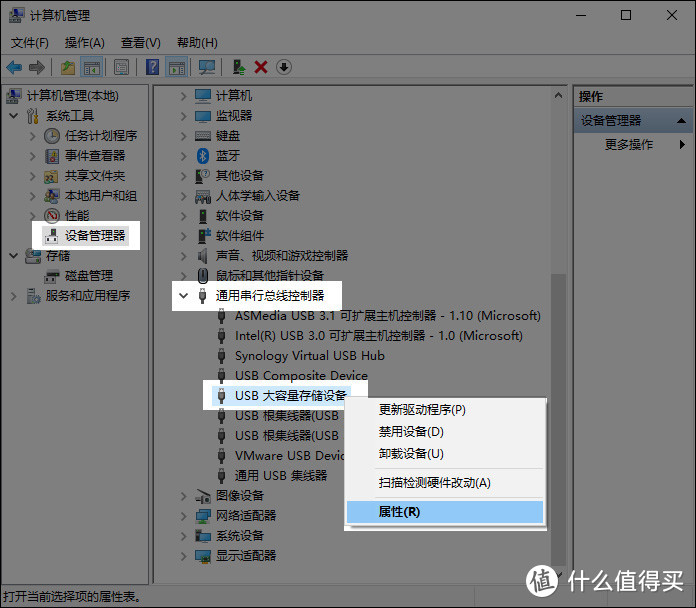 计算机管理
文件(F) 操作(A) 查看(V) 帮助(H)
计算机管理(本地)
系统工具
任务计划程序
事件查看器
共享文件夹
本地用户和组
性能
设备管理器
存储
磁盘管理
服务和应用程序
计算机
监视器
键盘
蓝牙
其他设备
人体学输入设备
软件设备
软件组件
声音、视频和游戏控制器
鼠标和其他指针设备
通用串行总线控制器
ASMedia USB 3.1 可扩展主机控制器 - 1.10 (Microsoft)
Intel(R) USB 3.0 可扩展主机控制器 - 1.0 (Microsoft)
Synology Virtual USB Hub
USB Composite Device
USB 大容量存储设备
USB 根集线器(USB
USB 根集线器(USB
VMware USB Devic
通用 USB 集线器
图像设备
网络适配器
系统设备
显示适配器
更新驱动程序(P)
禁用设备(D)
卸载设备(U)
扫描检测硬件改动(A)
属性(R)
操作
设备管理器
更多操作
打开当前选择项的属性表。
值 什么值得买